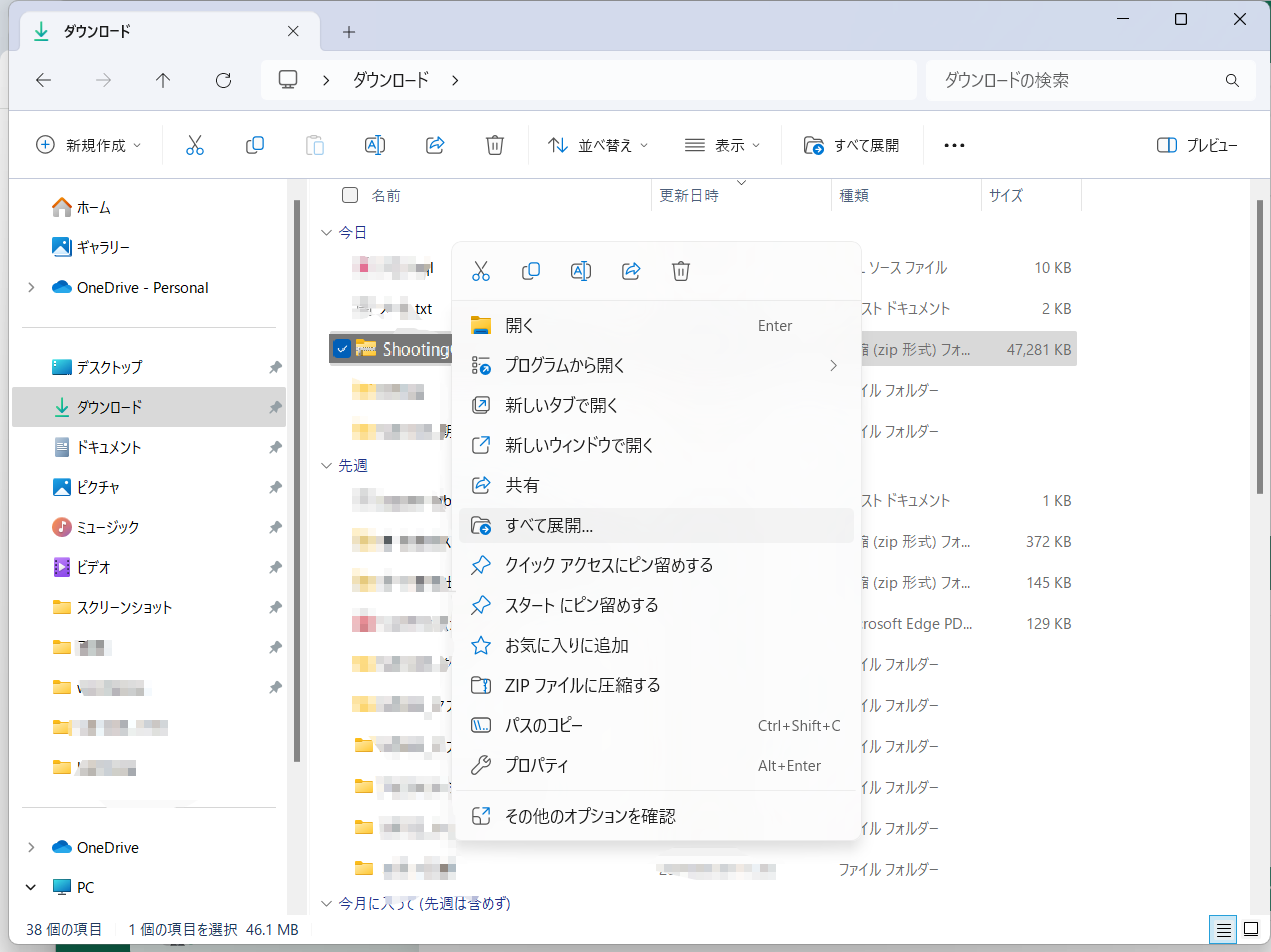 ダウンロード
ダウンロード
ダウンロードの検索
新規作成
並べ替え
表示
すべて展開
プレビュー
ホーム
ギャラリー
OneDrive - Personal
デスクトップ
ダウンロード
ドキュメント
ピクチャ
ミュージック
ビデオ
スクリーンショット
OneDrive
PC
名前 更新日時 種類 サイズ
今日
ソース ファイル 10 KB
txt スト ドキュメント 2 KB
Shooting (zip 形式) フォ... 47,281 KB
イル フォルダー
イル フォルダー
先週
スト ドキュメント 1 KB
(zip 形式) フォ... 372 KB
(zip 形式) フォ... 145 KB
rosoft Edge PD... 129 KB
イル フォルダー
イル フォルダー
イル フォルダー
イル フォルダー
イル フォルダー
ファイル フォルダー
今月に入って (先週は含めず)
開く Enter
プログラムから開く
新しいタブで開く
新しいウィンドウで開く
共有
すべて展開...
クイック アクセスにピン留めする
スタート にピン留めする
お気に入りに追加
ZIP ファイルに圧縮する
パスのコピー Ctrl+Shift+C
プロパティ Alt+Enter
その他のオプションを確認
38 個の項目 1 個の項目を選択 46.1 MB